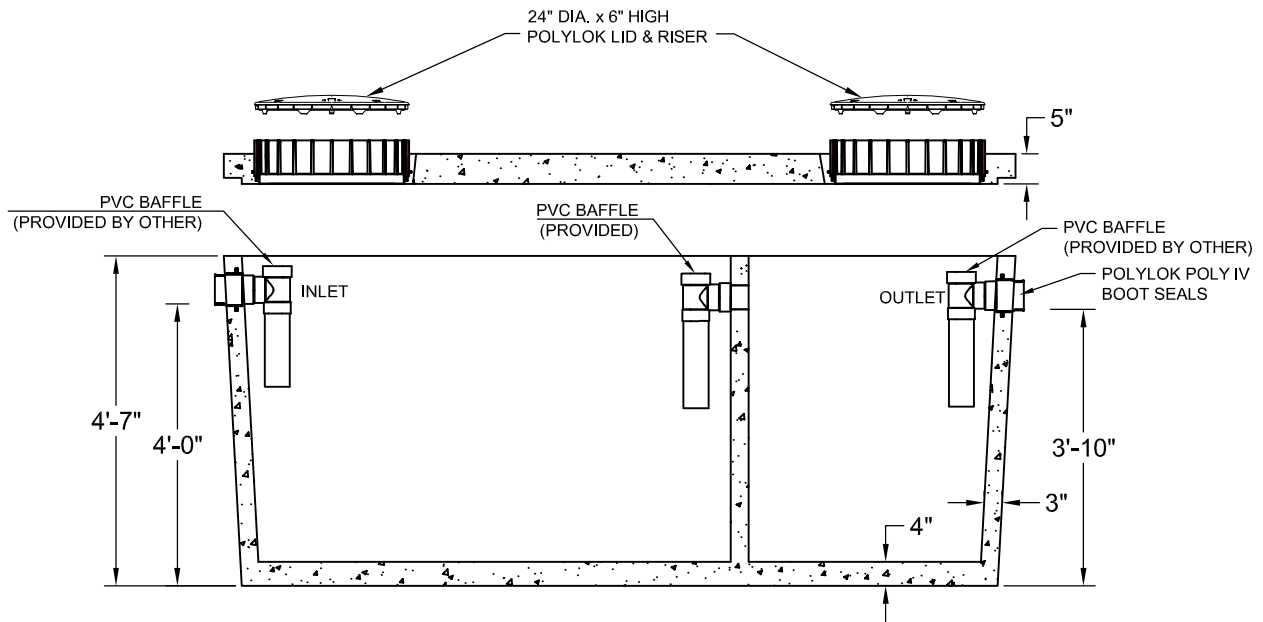 24" DIA. x 6" HIGH
POLYLOK LID & RISER
5"
PVC BAFFLE
(PROVIDED BY OTHER)
PVC BAFFLE
(PROVIDED)
PVC BAFFLE
(PROVIDED BY OTHER)
POLYLOK POLY IV
BOOT SEALS
INLET
OUTLET
4'-7"
4'-0"
3'-10"
3"
4"